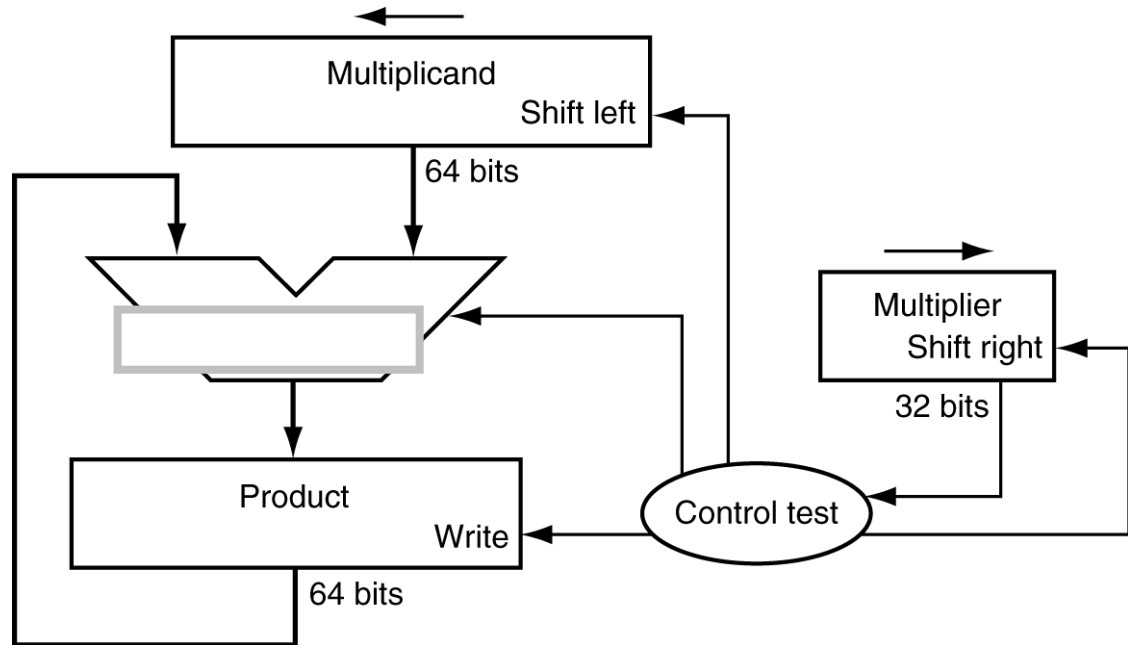 Multiplicand
Shift left
64 bits
Multiplier
Shift right
32 bits
Product
Write
64 bits
Control test